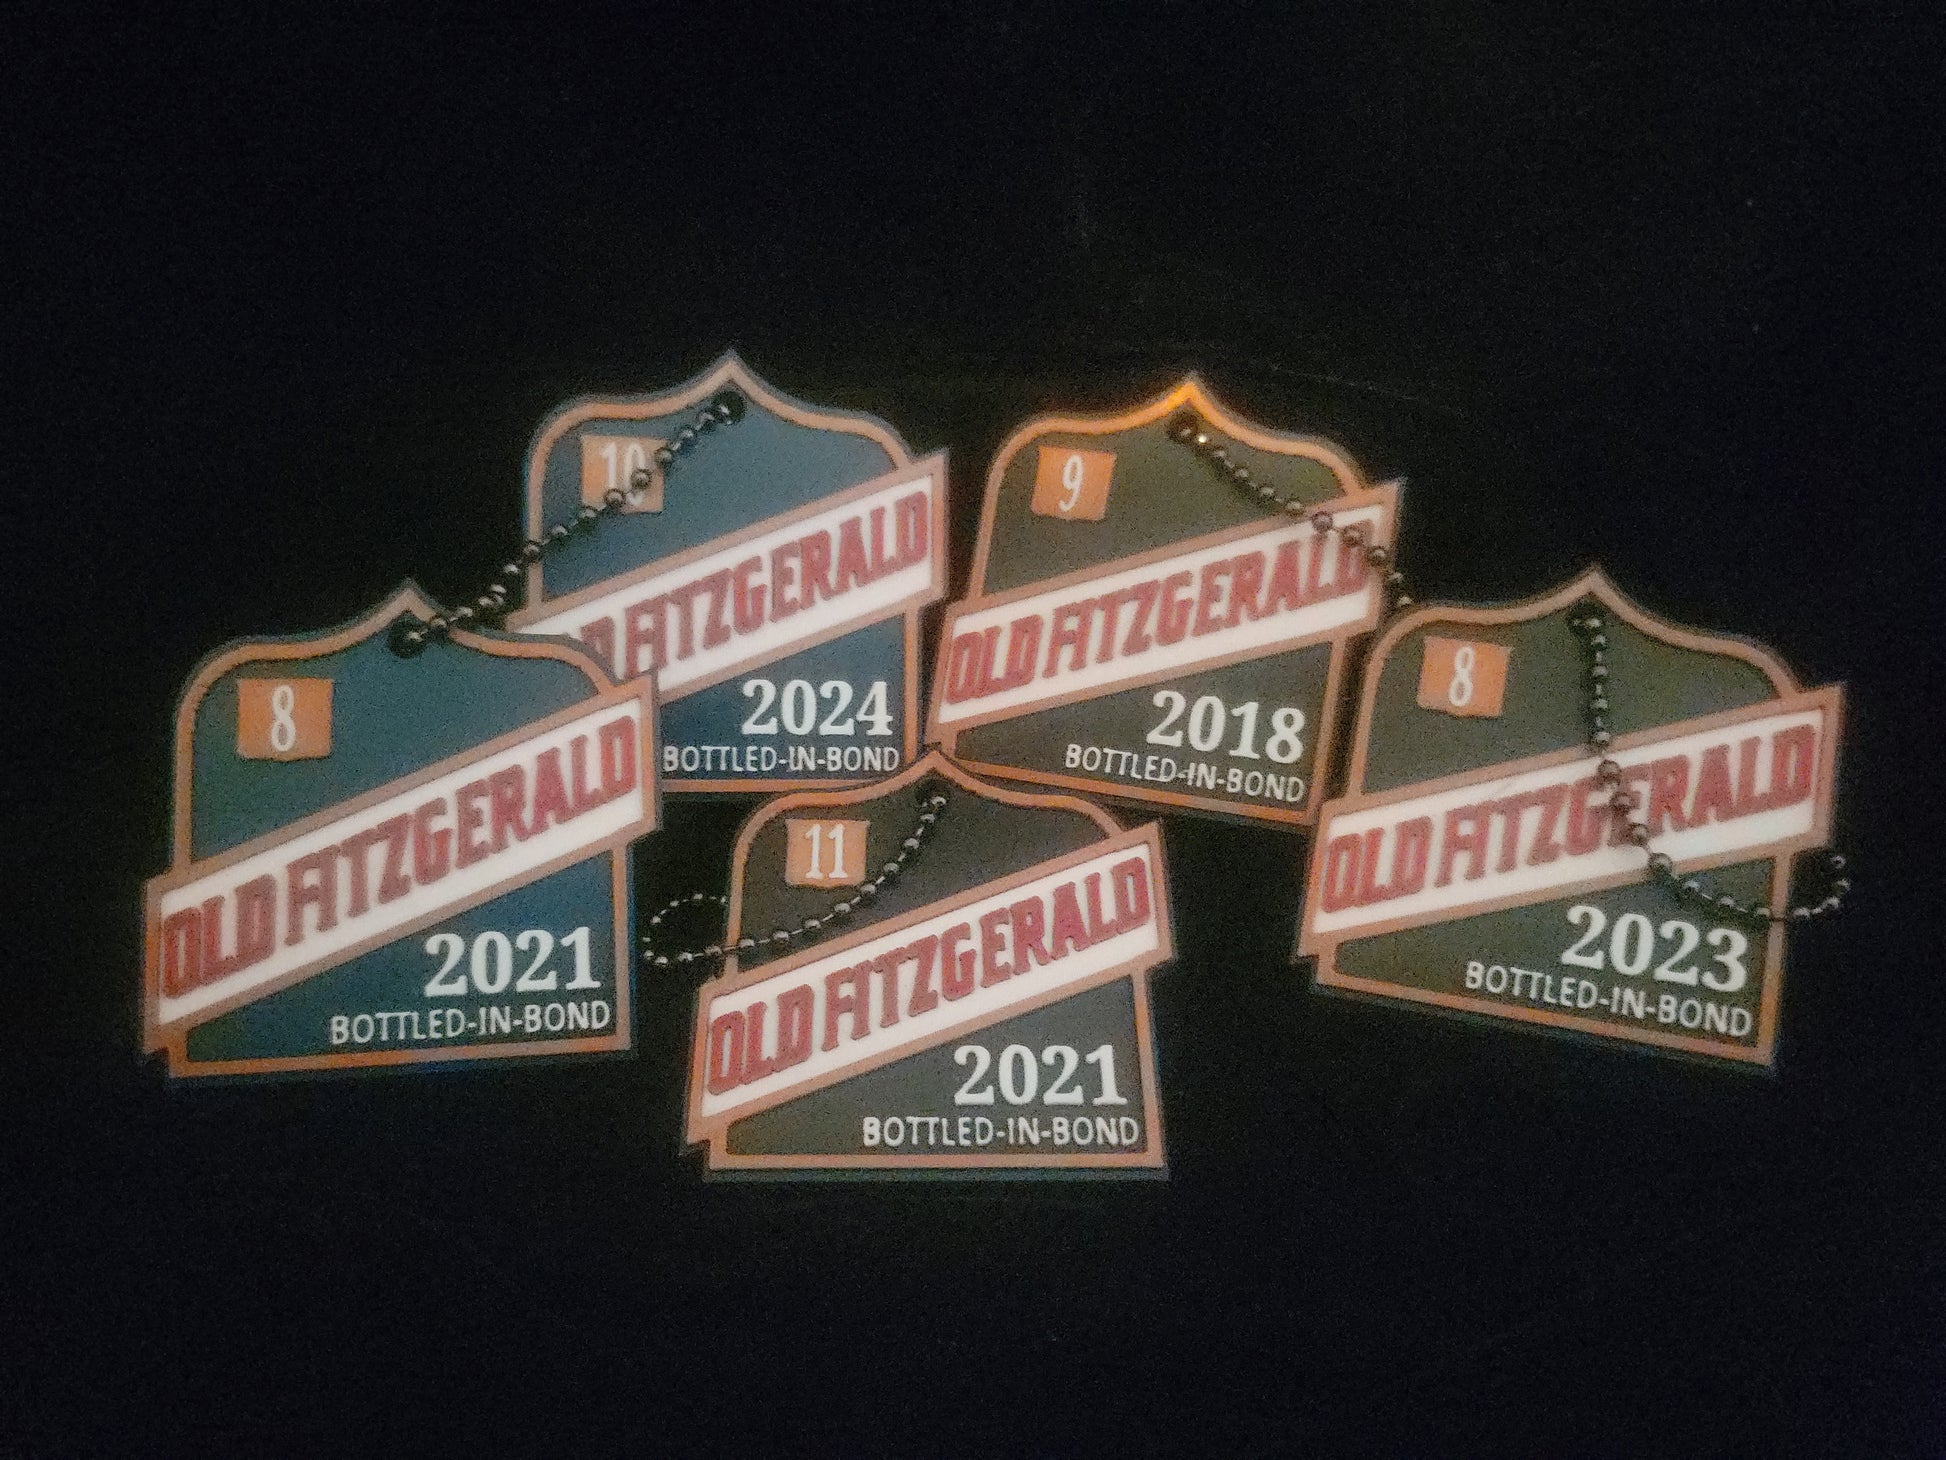 10
OLD FITZGERALD
2024
BOTTLED-IN-BOND
9
OLD FITZGERALD
2018
BOTTLED-IN-BOND
8
OLD FITZGERALD
2021
BOTTLED-IN-BOND
11
OLD FITZGERALD
2021
BOTTLED-IN-BOND
8
OLD FITZGERALD
2023
BOTTLED-IN-BOND